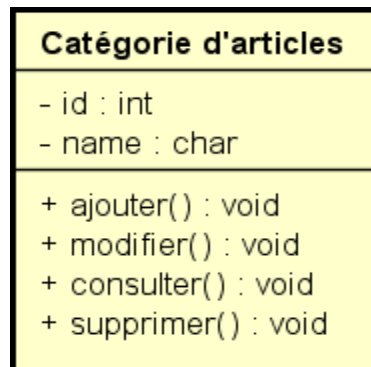 Catégorie d'articles
- id : int
- name : char
+ ajouter() : void
+ modifier() : void
+ consulter() : void
+ supprimer() : void